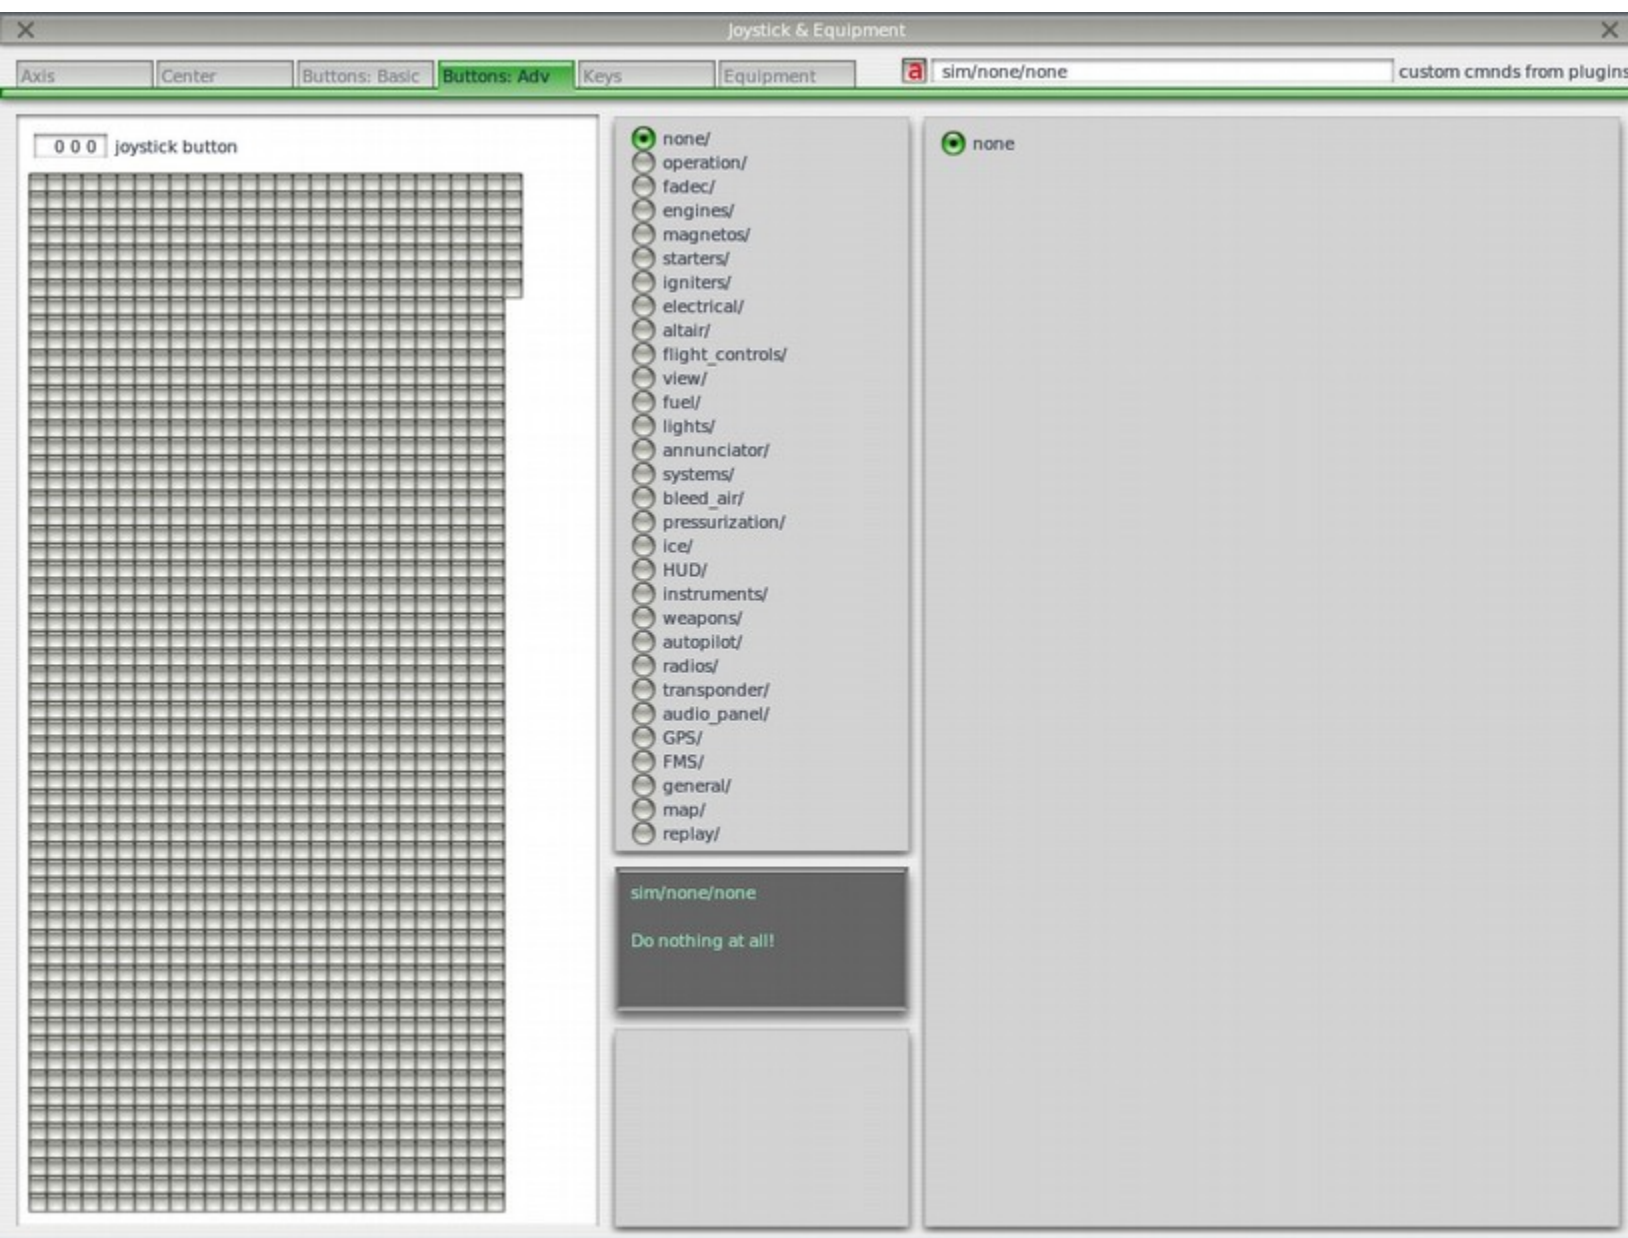 Joystick & Equipment
Axis
Center
Buttons: Basic
Buttons: Adv
Keys
Equipment
a
sim/none/none
custom cmnds from plugins
0 0 0 joystick button
none/
operation/
fadec/
engines/
magnetos/
starters/
igniters/
electrical/
altair/
flight_controls/
view/
fuel/
lights/
annunciator/
systems/
bleed_air/
pressurization/
ice/
HUD/
instruments/
weapons/
autopilot/
radios/
transponder/
audio_panel/
GPS/
FMS/
general/
map/
replay/
sim/none/none
Do nothing at all!
none